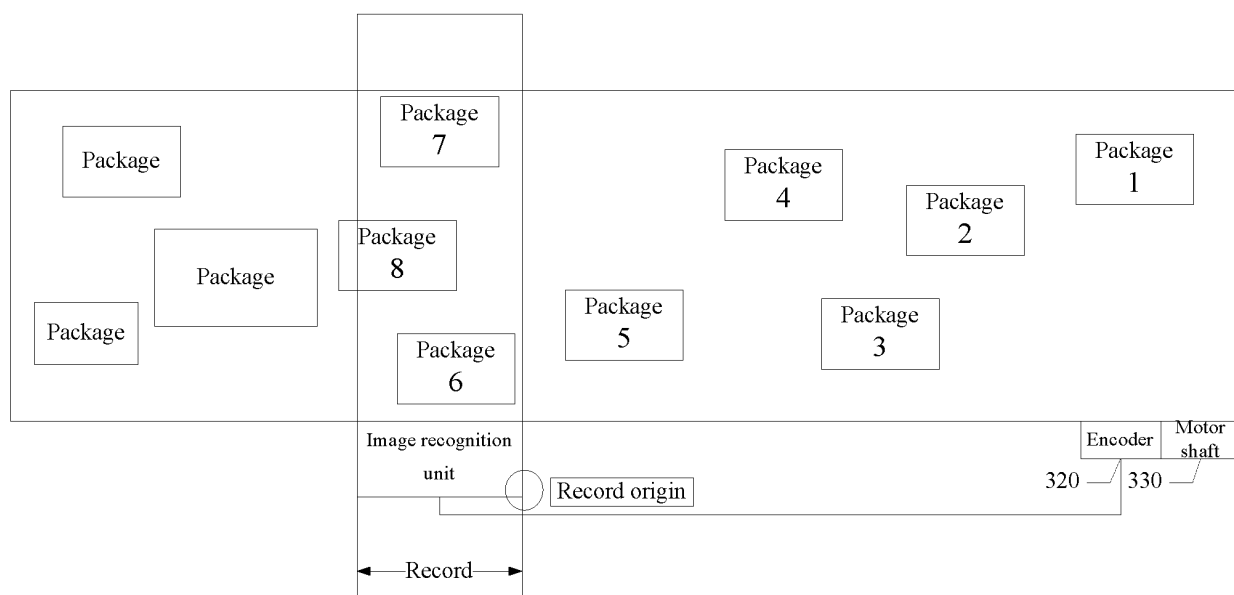 Package
7
Package
1
Package
4
Package
Package
2
Package
8
Package
Package
5
Package
3
Package
Package
6
Image recognition
unit
Encoder
Motor
shaft
320
330
Record origin
Record